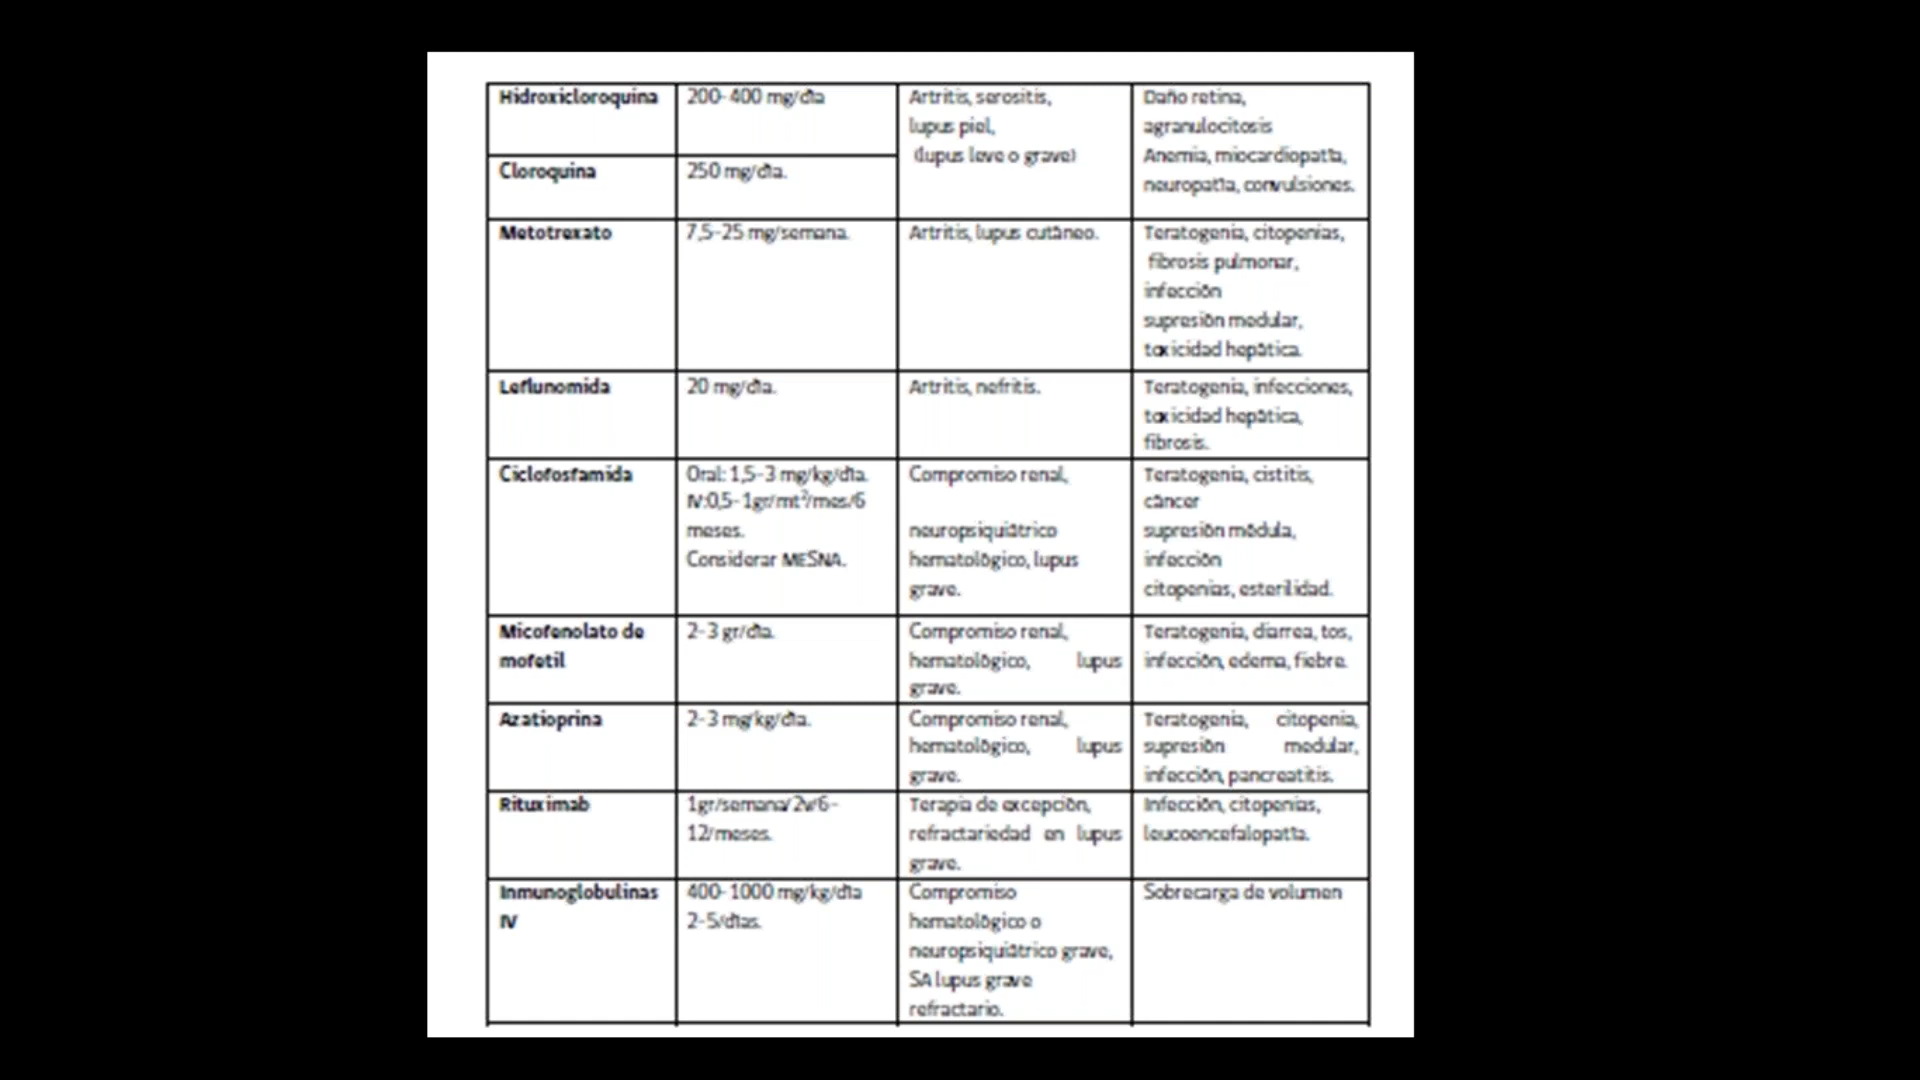 Hidroxicloroquina
200-400 mg/día
Artritis, serositis,
lupus piel,
(lupus leve o grave)
Daño retina,
agranulocitosis
Anemia, miocardiopatía,
neuropatía, convulsiones.
Cloroquina
250 mg/día.
Metotrexato
7,5-25 mg/semana.
Artritis, lupus cutáneo.
Teratogenia, citopenias,
fibrosis pulmonar,
infección
supresión medular,
toxicidad hepática.
Leflunomida
20 mg/día.
Artritis, nefritis.
Teratogenia, infecciones,
toxicidad hepática,
fibrosis.
Ciclofosfamida
Oral: 1,5-3 mg/kg/día.
IV:0,5-1gr/mt²/mes/6
meses.
Considerar MESNA.
Compromiso renal,
neuropsiquiátrico
hematológico, lupus
grave.
Teratogenia, cistitis,
cáncer
supresión médula,
infección
citopenias, esterilidad.
Micofenolato de
mofetil
2-3 gr/día.
Compromiso renal,
hematológico, lupus
grave.
Teratogenia, diarrea, tos,
infección, edema, fiebre.
Azatioprina
2-3 mg/kg/día.
Compromiso renal,
hematológico, lupus
grave.
Teratogenia, citopenia,
supresión medular,
infección, pancreatitis.
Rituximab
1gr/semana/2v/6-
12/meses.
Terapia de excepción,
refractariedad en lupus
grave.
Infección, citopenias,
leucoencefalopatía.
Inmunoglobulinas
IV
400-1000 mg/kg/día
2-5/días.
Compromiso
hematológico o
neuropsiquiátrico grave,
SA lupus grave
refractario.
Sobrecarga de volumen